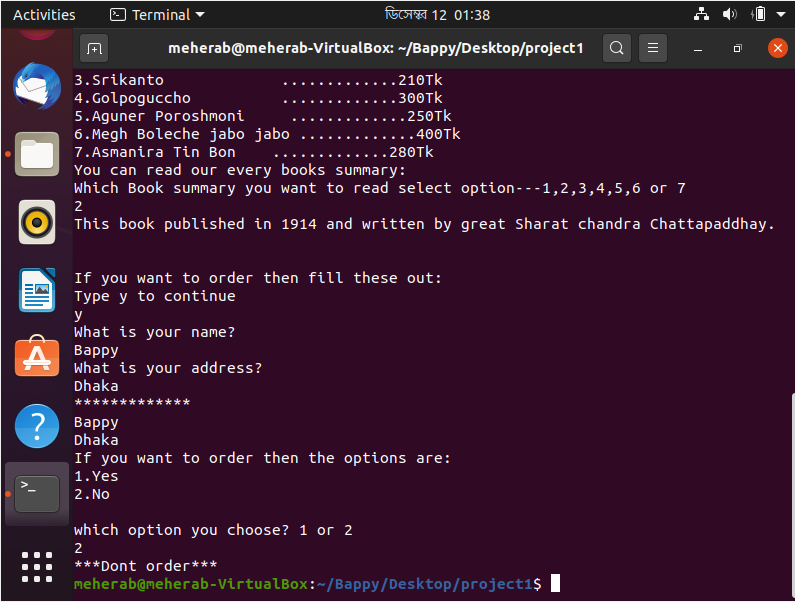 Activities Terminal ডিসেম্বর 12 01:38
meherab@meherab-VirtualBox: ~/Bappy/Desktop/project1
3.Srikanto .............210Tk
4.Golpoguccho .............300Tk
5.Aguner Poroshmoni .............250Tk
6.Megh Boleche jabo jabo .............400Tk
7.Asmanira Tin Bon .............280Tk
You can read our every books summary:
Which Book summary you want to read select option---1,2,3,4,5,6 or 7
2
This book published in 1914 and written by great Sharat chandra Chattapaddhay.
If you want to order then fill these out:
Type y to continue
y
What is your name?
Bappy
What is your address?
Dhaka
*************
Bappy
Dhaka
If you want to order then the options are:
1.Yes
2.No
which option you choose? 1 or 2
2
***Dont order***
meherab@meherab-VirtualBox:~/Bappy/Desktop/project1$